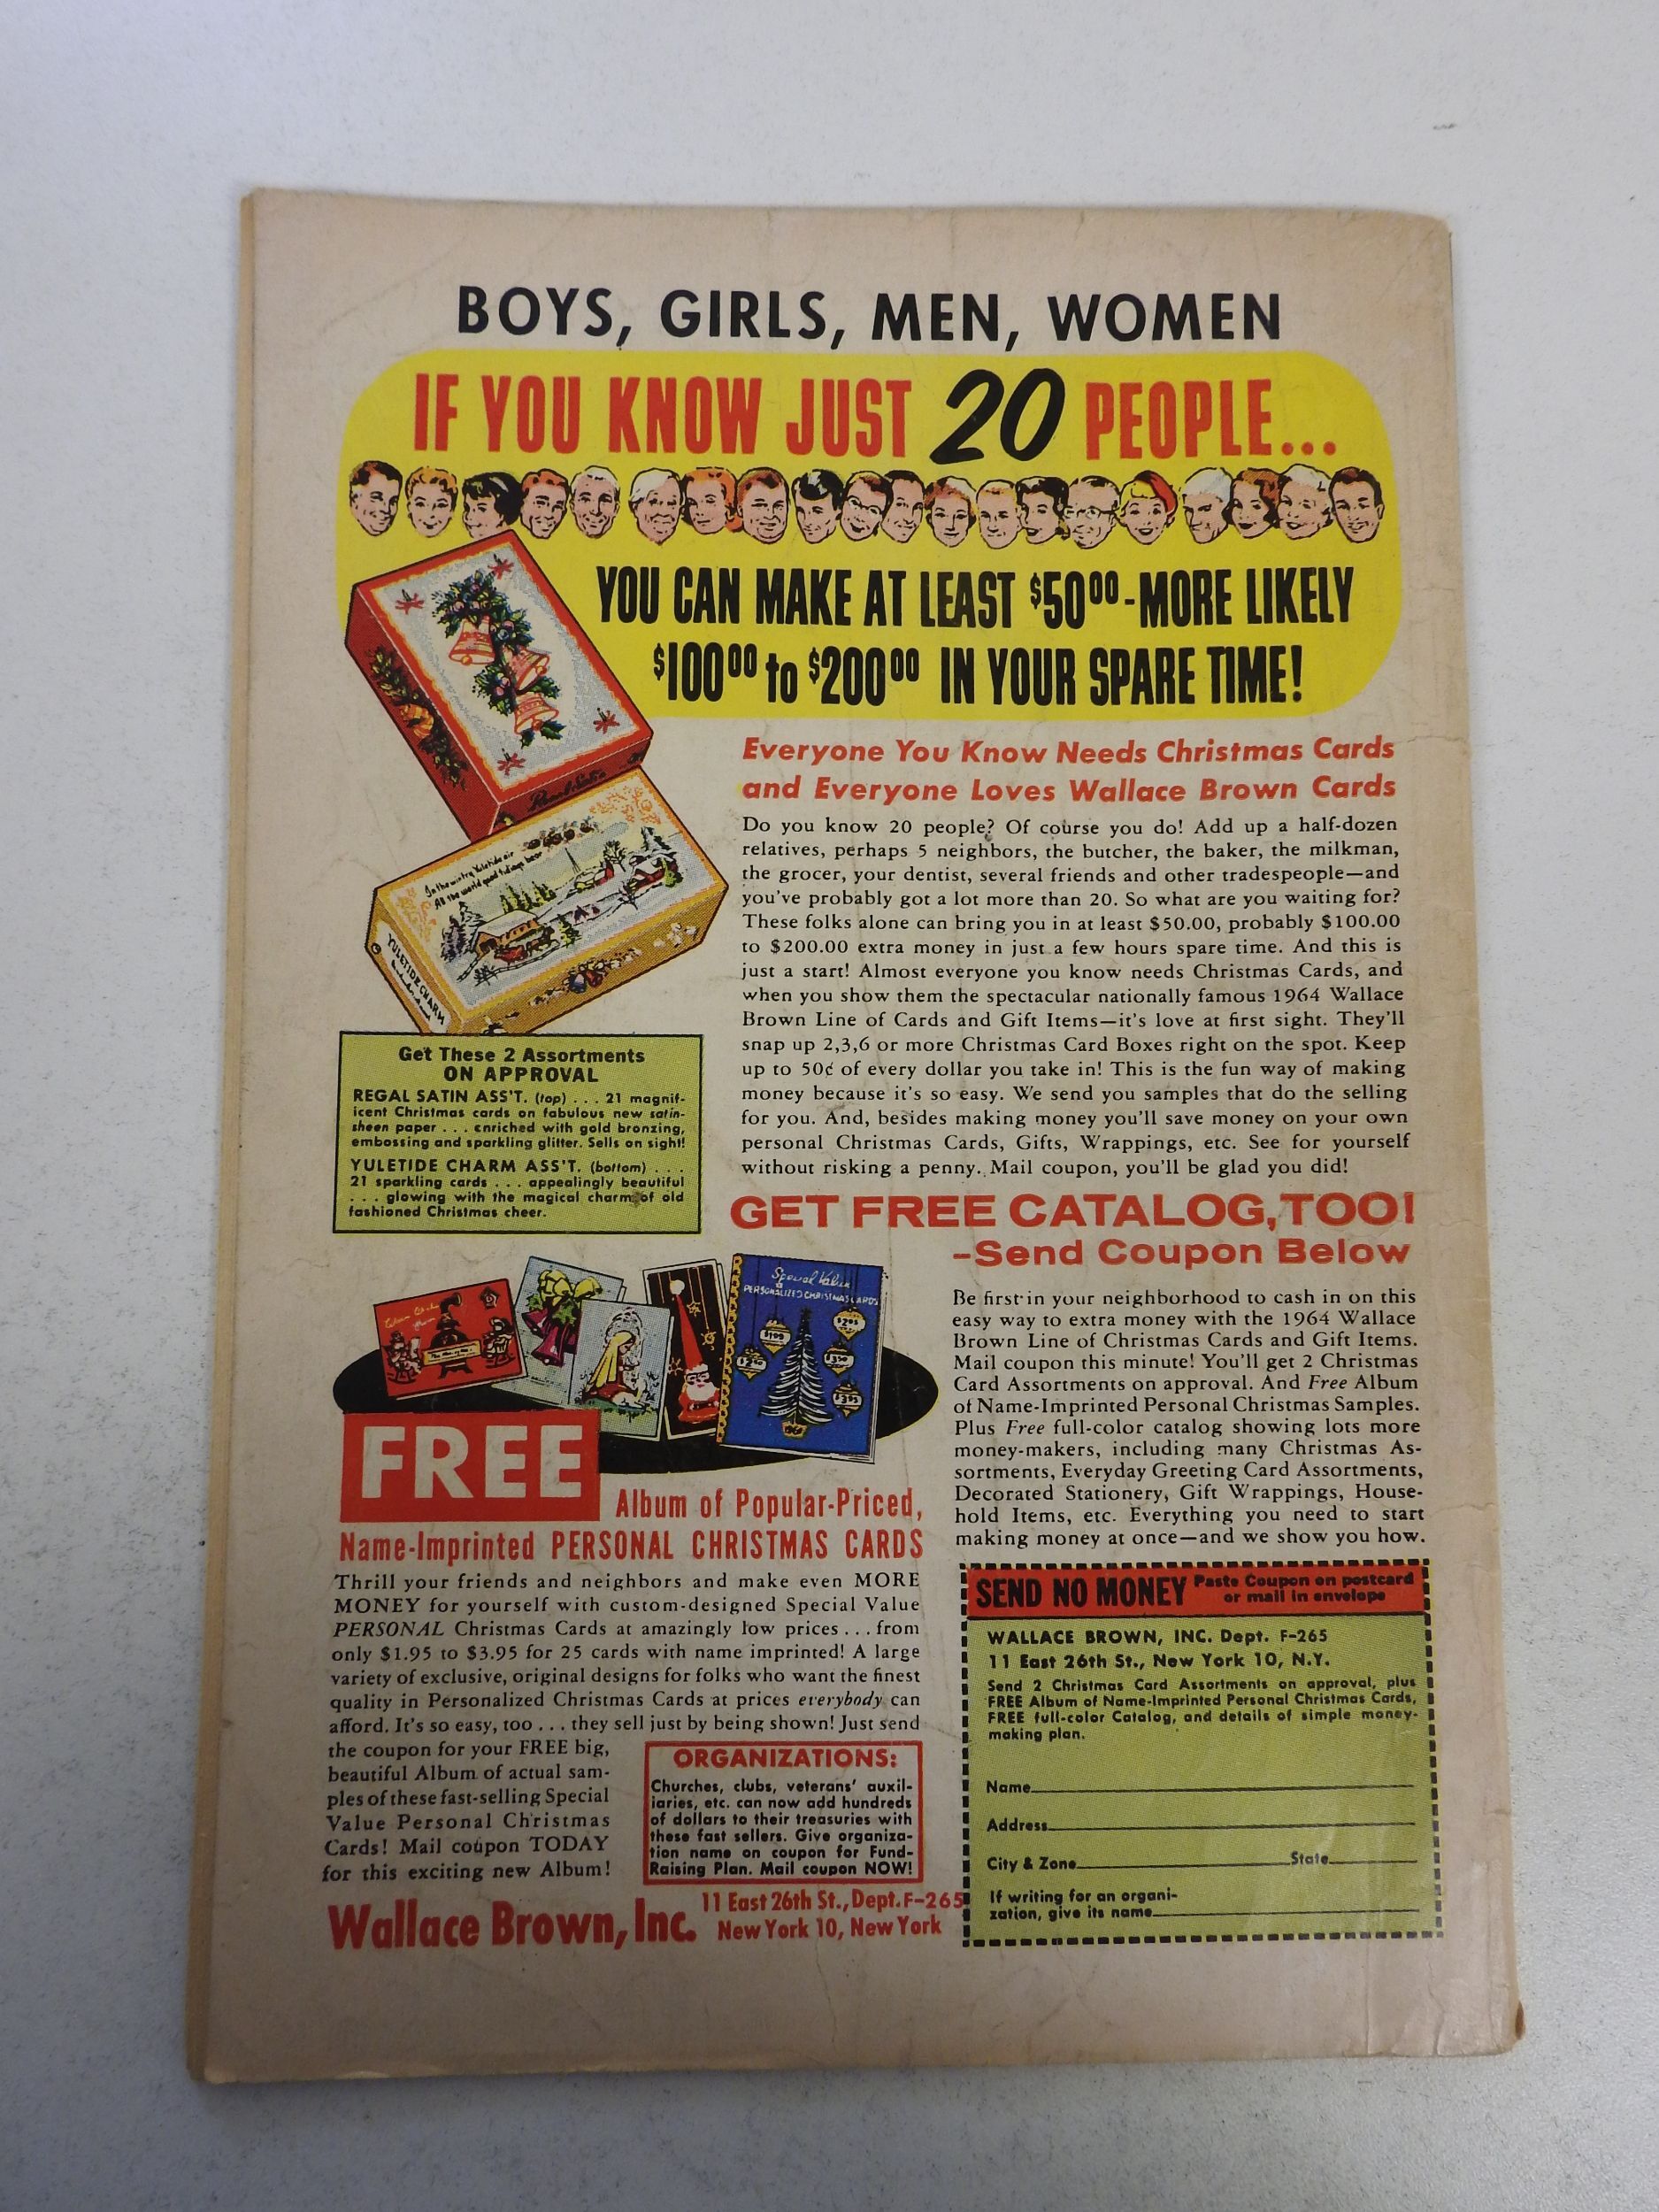 BOYS, GIRLS, MEN, WOMEN
IF YOU KNOW JUST 20 PEOPLE...
YOU CAN MAKE AT LEAST $50⁰⁰-MORE LIKELY
$100⁰⁰ to $200⁰⁰ IN YOUR SPARE TIME!
Regal Satin
In the wintry Yuletide air
All the world good tidings bear
YULETIDE CHARM
Get These 2 Assortments
ON APPROVAL
REGAL SATIN ASS'T. (top) . . . 21 magnif-
icent Christmas cards on fabulous new satin-
sheen paper . . . enriched with gold bronzing,
embossing and sparkling glitter. Sells on sight!
YULETIDE CHARM ASS'T. (bottom) . . .
21 sparkling cards . . . appealingly beautiful
. . . glowing with the magical charm of old
fashioned Christmas cheer.
Everyone You Know Needs Christmas Cards
and Everyone Loves Wallace Brown Cards
Do you know 20 people? Of course you do! Add up a half-dozen
relatives, perhaps 5 neighbors, the butcher, the baker, the milkman,
the grocer, your dentist, several friends and other tradespeople—and
you've probably got a lot more than 20. So what are you waiting for?
These folks alone can bring you in at least $50.00, probably $100.00
to $200.00 extra money in just a few hours spare time. And this is
just a start! Almost everyone you know needs Christmas Cards, and
when you show them the spectacular nationally famous 1964 Wallace
Brown Line of Cards and Gift Items—it's love at first sight. They'll
snap up 2,3,6 or more Christmas Card Boxes right on the spot. Keep
up to 50¢ of every dollar you take in! This is the fun way of making
money because it's so easy. We send you samples that do the selling
for you. And, besides making money you'll save money on your own
personal Christmas Cards, Gifts, Wrappings, etc. See for yourself
without risking a penny. Mail coupon, you'll be glad you did!
GET FREE CATALOG, TOO!
-Send Coupon Below
Be first in your neighborhood to cash in on this
easy way to extra money with the 1964 Wallace
Brown Line of Christmas Cards and Gift Items.
Mail coupon this minute! You'll get 2 Christmas
Card Assortments on approval. And Free Album
of Name-Imprinted Personal Christmas Samples.
Plus Free full-color catalog showing lots more
money-makers, including many Christmas As-
sortments, Everyday Greeting Card Assortments,
Decorated Stationery, Gift Wrappings, House-
hold Items, etc. Everything you need to start
making money at once—and we show you how.
Special Value
PERSONALIZED CHRISTMAS CARDS
$1.95
$2.95
$3.50
$3.95
1964
FREE
Album of Popular-Priced,
Name-Imprinted PERSONAL CHRISTMAS CARDS
Thrill your friends and neighbors and make even MORE
MONEY for yourself with custom-designed Special Value
PERSONAL Christmas Cards at amazingly low prices . . . from
only $1.95 to $3.95 for 25 cards with name imprinted! A large
variety of exclusive, original designs for folks who want the finest
quality in Personalized Christmas Cards at prices everybody can
afford. It's so easy, too . . . they sell just by being shown! Just send
the coupon for your FREE big,
beautiful Album of actual sam-
ples of these fast-selling Special
Value Personal Christmas
Cards! Mail coupon TODAY
for this exciting new Album!
ORGANIZATIONS:
Churches, clubs, veterans' auxil-
iaries, etc. can now add hundreds
of dollars to their treasuries with
these fast sellers. Give organiza-
tion name on coupon for Fund-
Raising Plan. Mail coupon NOW!
Wallace Brown, Inc.
11 East 26th St., Dept. F-265
New York 10, New York
SEND NO MONEY
Paste Coupon on postcard
or mail in envelope
WALLACE BROWN, INC. Dept. F-265
11 East 26th St., New York 10, N.Y.
Send 2 Christmas Card Assortments on approval, plus
FREE Album of Name-Imprinted Personal Christmas Cards,
FREE full-color Catalog, and details of simple money-
making plan.
Name
Address
City & Zone State
If writing for an organi-
zation, give its name